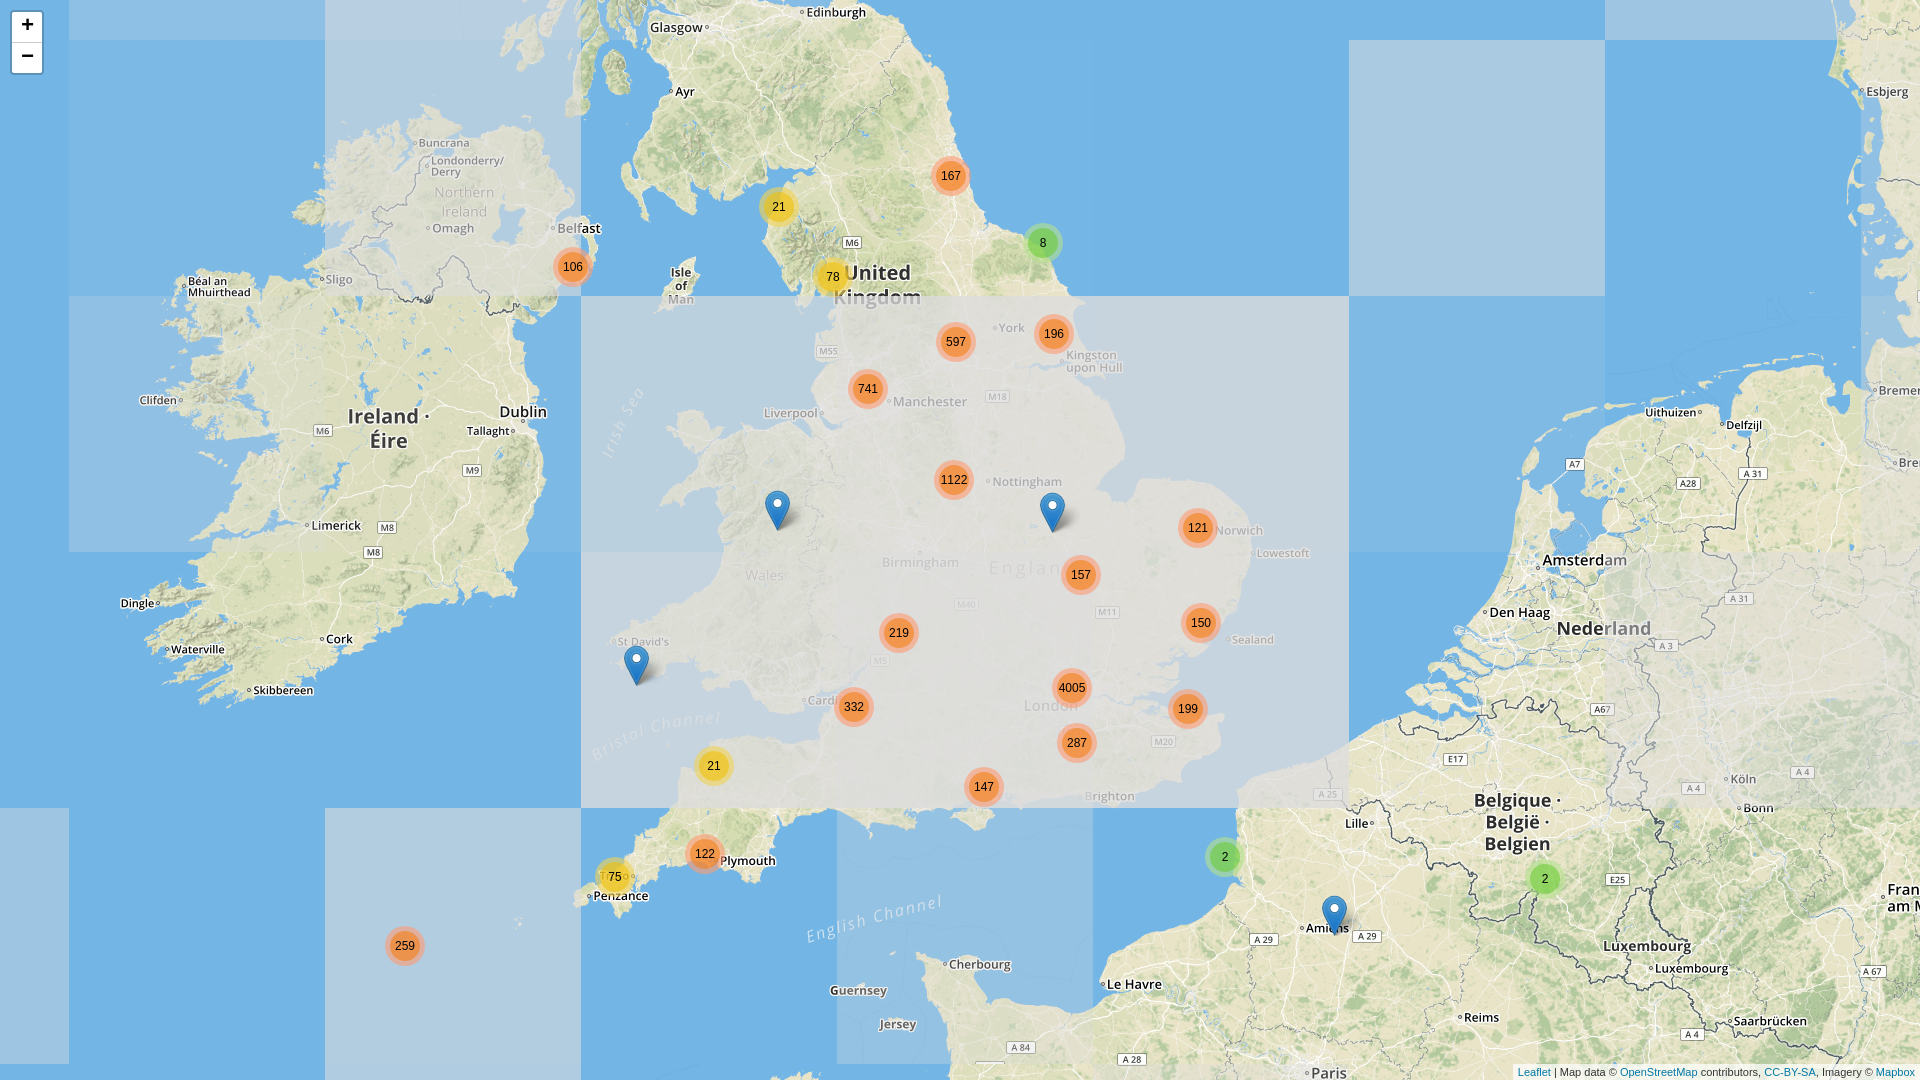 +
−
Edinburgh
Glasgow
Ayr
Esbjerg
Buncrana
Londonderry/
Derry
167
Northern
Ireland
21
Omagh
Belfast
M6
8
106
Isle
of
Man
78
United
Kingdom
Sligo
Béal an
Mhuirthead
597
York
196
M55
Kingston
upon Hull
741
Manchester
M18
Liverpool
Irish Sea
Clifden
Ireland ·
Éire
M6
Dublin
Tallaght
M9
Uithuizen
Delfzijl
A7
A 31
A28
1122
Nottingham
Limerick
M8
M8
121
Norwich
Lowestoft
Birmingham
Wales
157
Amsterdam
M40
M11
A 31
Dingle
Den Haag
219
150
Nederland
Cork
St David's
Sealand
Waterville
M5
A 3
Skibbereen
4005
London
332
199
A67
Bristol Channel
287
M20
E17
21
147
Brighton
A 25
Köln
A 4
A 4
Bonn
Belgique ·
België ·
Belgien
Lille
122
Plymouth
2
75
Penzance
2
E25
259
English Channel
Amiens
A 29
A 29
Luxembourg
Luxembourg
A 67
Cherbourg
Le Havre
Guernsey
Jersey
Reims
Saarbrücken
A 4
A 84
A 28
Paris
Leaflet | Map data © OpenStreetMap contributors, CC-BY-SA, Imagery © Mapbox